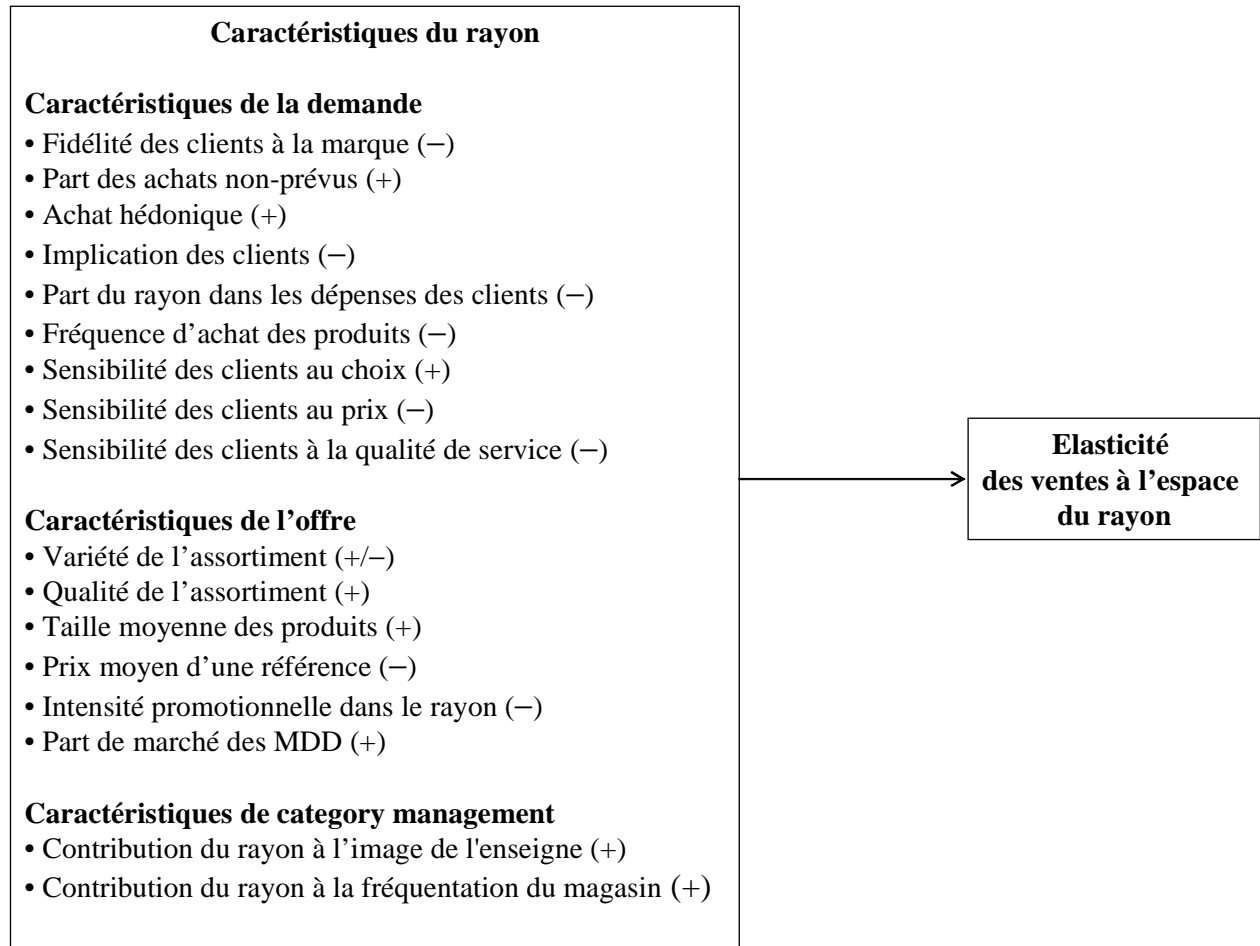 Caractéristiques du rayon
Caractéristiques de la demande
• Fidélité des clients à la marque (−)
• Part des achats non-prévus (+)
• Achat hédonique (+)
• Implication des clients (−)
• Part du rayon dans les dépenses des clients (−)
• Fréquence d’achat des produits (−)
• Sensibilité des clients au choix (+)
• Sensibilité des clients au prix (−)
• Sensibilité des clients à la qualité de service (−)
Caractéristiques de l’offre
• Variété de l’assortiment (+/−)
• Qualité de l’assortiment (+)
• Taille moyenne des produits (+)
• Prix moyen d’une référence (−)
• Intensité promotionnelle dans le rayon (−)
• Part de marché des MDD (+)
Caractéristiques de category management
• Contribution du rayon à l’image de l'enseigne (+)
• Contribution du rayon à la fréquentation du magasin (+)
Elasticité
des ventes à l’espace
du rayon